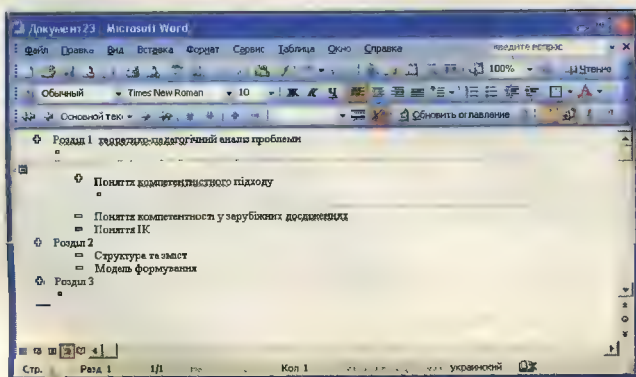 Документ23 Microsoft Word
Файл Правка Вид Вставка Формат Сервис Таблица Окно Справка Введите вопрос
100% Чтение
Обычный Times New Roman 10 Ж К Ч
Основной текс Обновить оглавление
Розділ 1 теоретико-педагогічний аналіз проблеми
Поняття компетентністного підходу
Поняття компетентності у зарубіжних дослідженнях
Поняття ІК
Розділ 2
Структура та зміст
Модель формування
Розділ 3
Стр. Разд 1 1/1 Кол 1 украинский